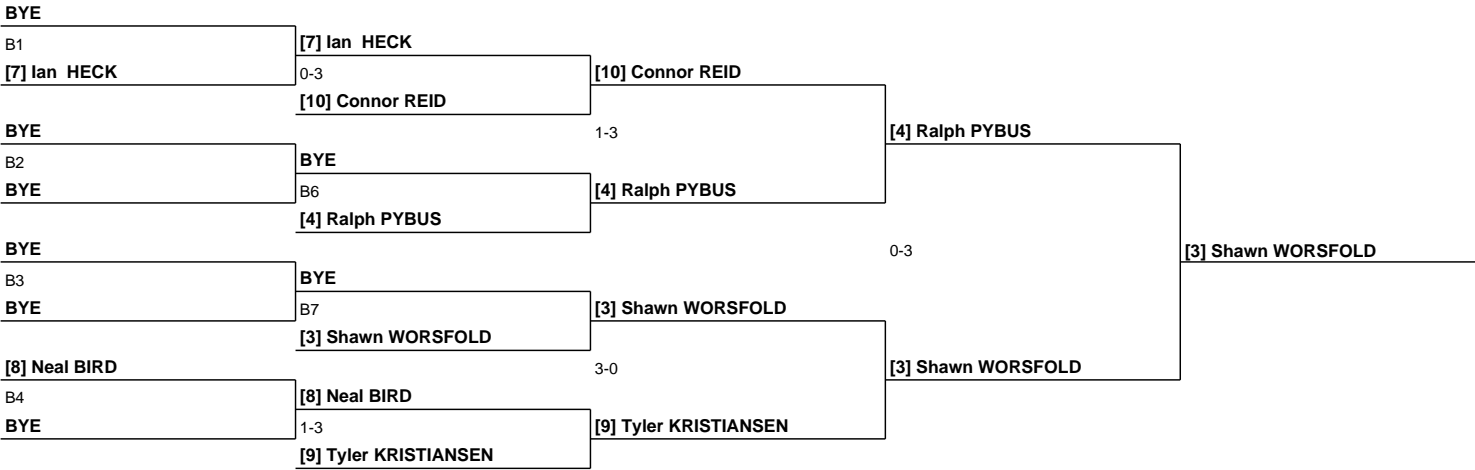 BYE
B1
[7] Ian  HECK
[7] Ian  HECK
0-3
[10] Connor REID
[10] Connor REID
BYE
1-3
[4] Ralph PYBUS
B2
BYE
BYE
B6
[4] Ralph PYBUS
[4] Ralph PYBUS
BYE
0-3
[3] Shawn WORSFOLD
B3
BYE
BYE
B7
[3] Shawn WORSFOLD
[3] Shawn WORSFOLD
[8] Neal BIRD
3-0
[3] Shawn WORSFOLD
B4
[8] Neal BIRD
BYE
1-3
[9] Tyler KRISTIANSEN
[9] Tyler KRISTIANSEN